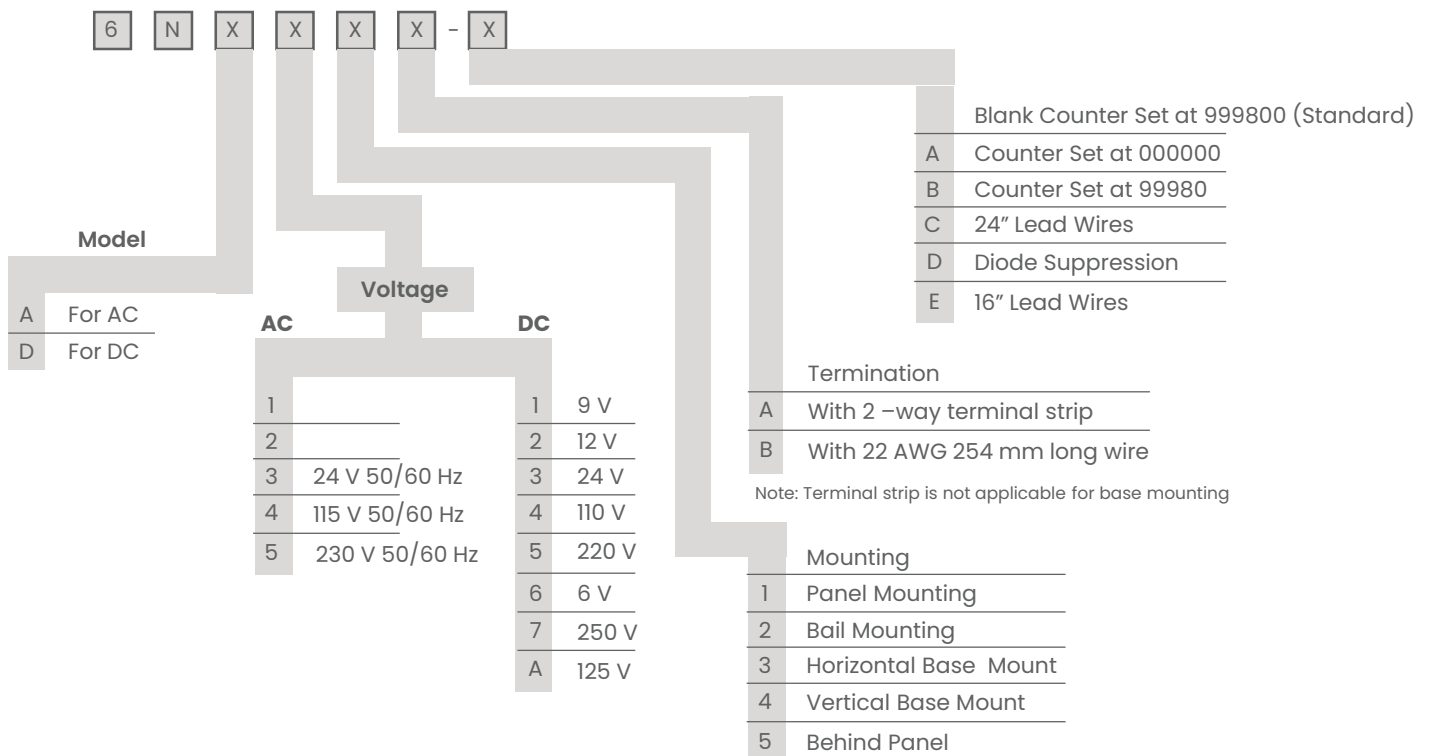 6 N X X X X - X
Blank Counter Set at 999800 (Standard)
A Counter Set at 000000
B Counter Set at 99980
C 24” Lead Wires
D Diode Suppression
E 16” Lead Wires
Model
A For AC
D For DC
Voltage
AC
1
2
3 24 V 50/60 Hz
4 115 V 50/60 Hz
5 230 V 50/60 Hz
DC
1 9 V
2 12 V
3 24 V
4 110 V
5 220 V
6 6 V
7 250 V
A 125 V
Termination
A With 2 –way terminal strip
B With 22 AWG 254 mm long wire
Note: Terminal strip is not applicable for base mounting
Mounting
1 Panel Mounting
2 Bail Mounting
3 Horizontal Base Mount
4 Vertical Base Mount
5 Behind Panel